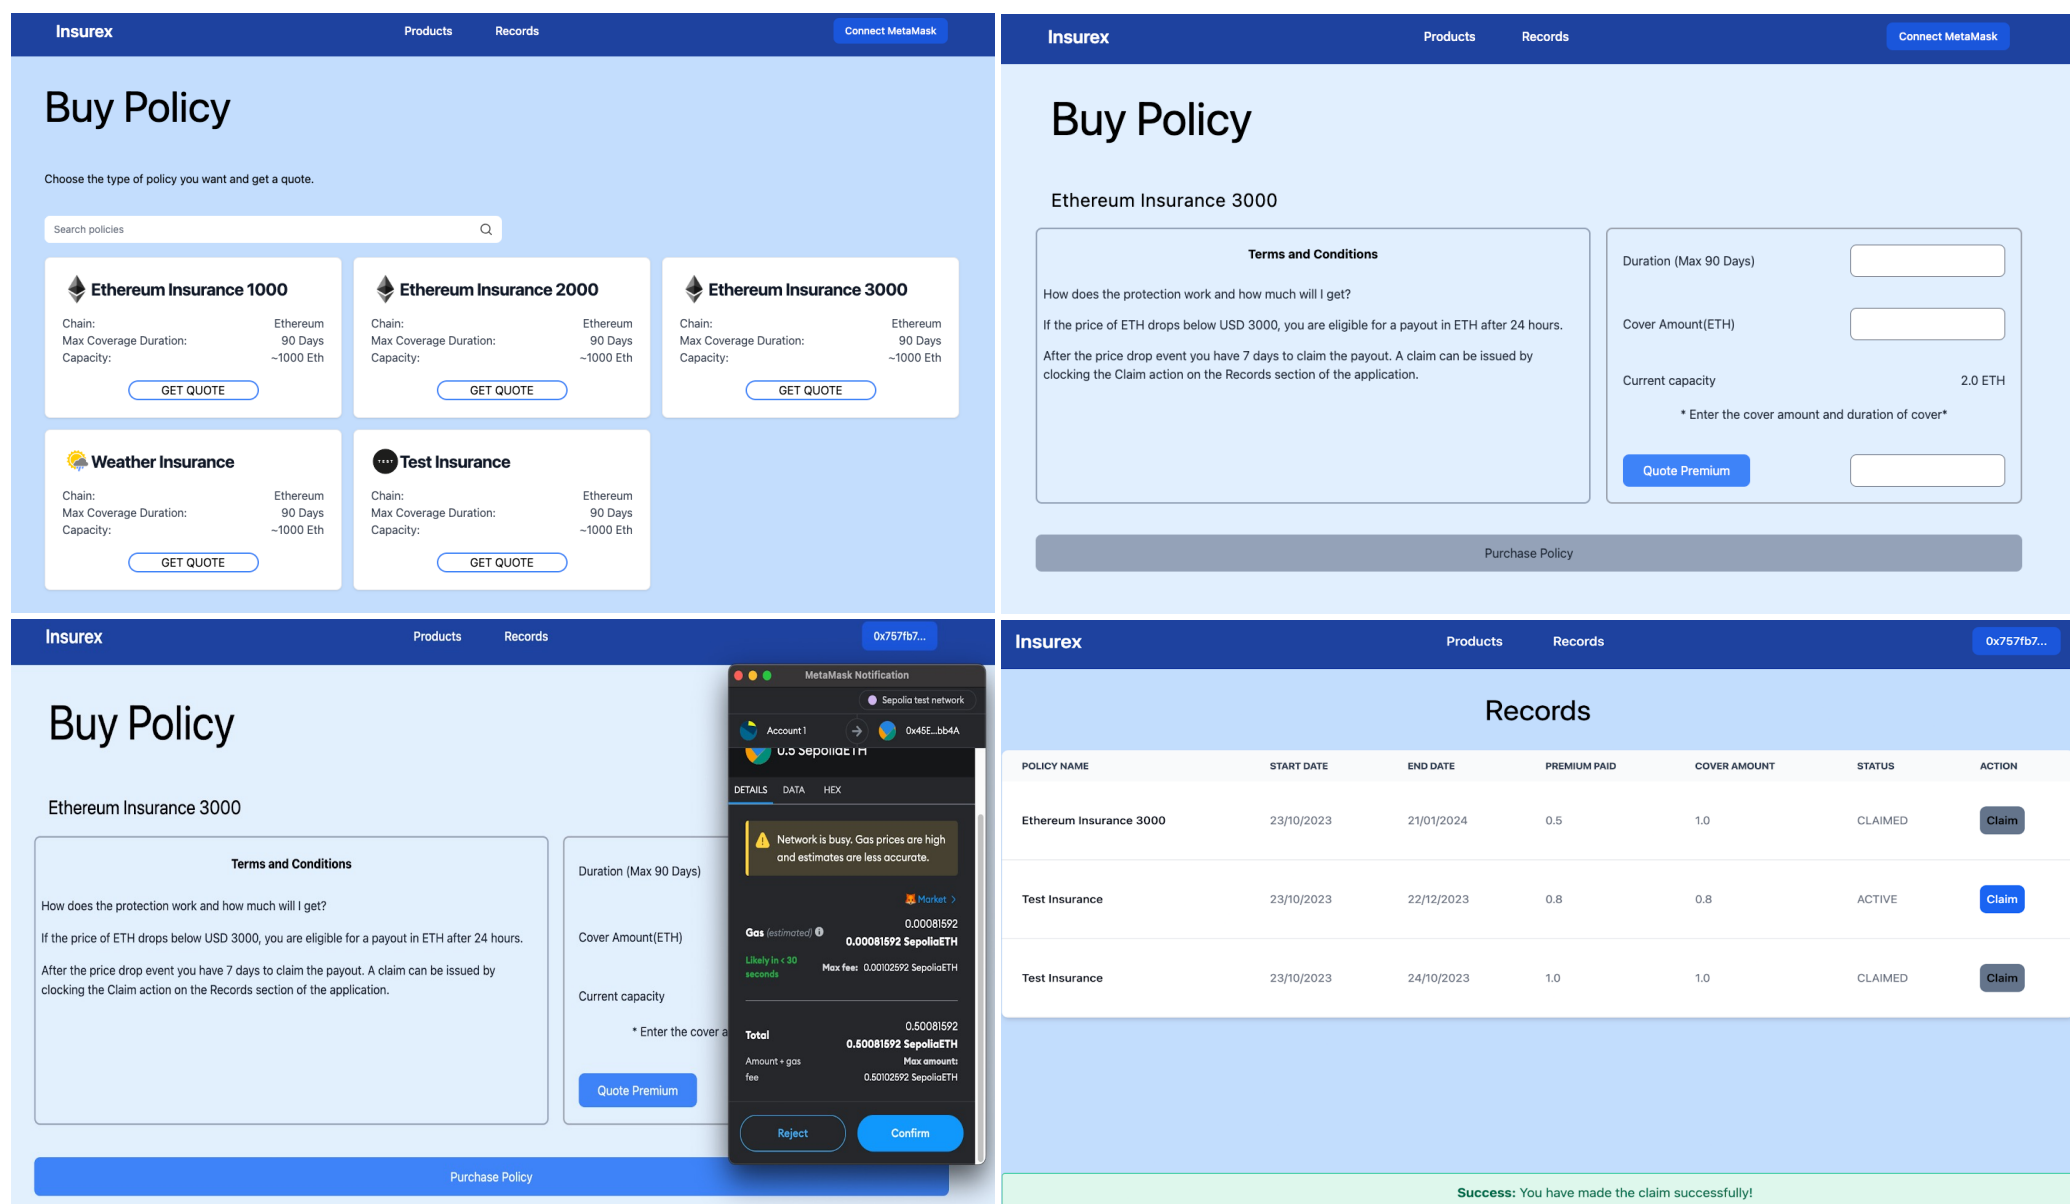 Insurex
Products Records
Connect MetaMask
Buy Policy
Choose the type of policy you want and get a quote.
Search policies
Ethereum Insurance 1000
Chain: Ethereum
Max Coverage Duration: 90 Days
Capacity: ~1000 Eth
GET QUOTE
Ethereum Insurance 2000
Chain: Ethereum
Max Coverage Duration: 90 Days
Capacity: ~1000 Eth
GET QUOTE
Ethereum Insurance 3000
Chain: Ethereum
Max Coverage Duration: 90 Days
Capacity: ~1000 Eth
GET QUOTE
Weather Insurance
Chain: Ethereum
Max Coverage Duration: 90 Days
Capacity: ~1000 Eth
GET QUOTE
TEST
Test Insurance
Chain: Ethereum
Max Coverage Duration: 90 Days
Capacity: ~1000 Eth
GET QUOTE
Insurex
Products Records
Connect MetaMask
Buy Policy
Ethereum Insurance 3000
Terms and Conditions
How does the protection work and how much will I get?
If the price of ETH drops below USD 3000, you are eligible for a payout in ETH after 24 hours.
After the price drop event you have 7 days to claim the payout. A claim can be issued by
clocking the Claim action on the Records section of the application.
Duration (Max 90 Days)
Cover Amount(ETH)
Current capacity 2.0 ETH
* Enter the cover amount and duration of cover*
Quote Premium
Purchase Policy
Insurex
Products Records
0x757fb7...
Buy Policy
Ethereum Insurance 3000
Terms and Conditions
How does the protection work and how much will I get?
If the price of ETH drops below USD 3000, you are eligible for a payout in ETH after 24 hours.
After the price drop event you have 7 days to claim the payout. A claim can be issued by
clocking the Claim action on the Records section of the application.
Duration (Max 90 Days)
Cover Amount(ETH)
Current capacity
* Enter the cover a
Quote Premium
Purchase Policy
MetaMask Notification
Sepolia test network
Account 1
0x45E...bb4A
0.5 SepoliaETH
DETAILS DATA HEX
Network is busy. Gas prices are high
and estimates are less accurate.
Market >
0.00081592
Gas (estimated) 0.00081592 SepoliaETH
Likely in < 30
seconds
Max fee: 0.00102592 SepoliaETH
0.50081592
Total 0.50081592 SepoliaETH
Amount + gas
fee
Max amount:
0.50102592 SepoliaETH
Reject Confirm
Insurex
Products Records
0x757fb7...
Records
POLICY NAME START DATE END DATE PREMIUM PAID COVER AMOUNT STATUS ACTION
Ethereum Insurance 3000 23/10/2023 21/01/2024 0.5 1.0 CLAIMED Claim
Test Insurance 23/10/2023 22/12/2023 0.8 0.8 ACTIVE Claim
Test Insurance 23/10/2023 24/10/2023 1.0 1.0 CLAIMED Claim
Success: You have made the claim successfully!